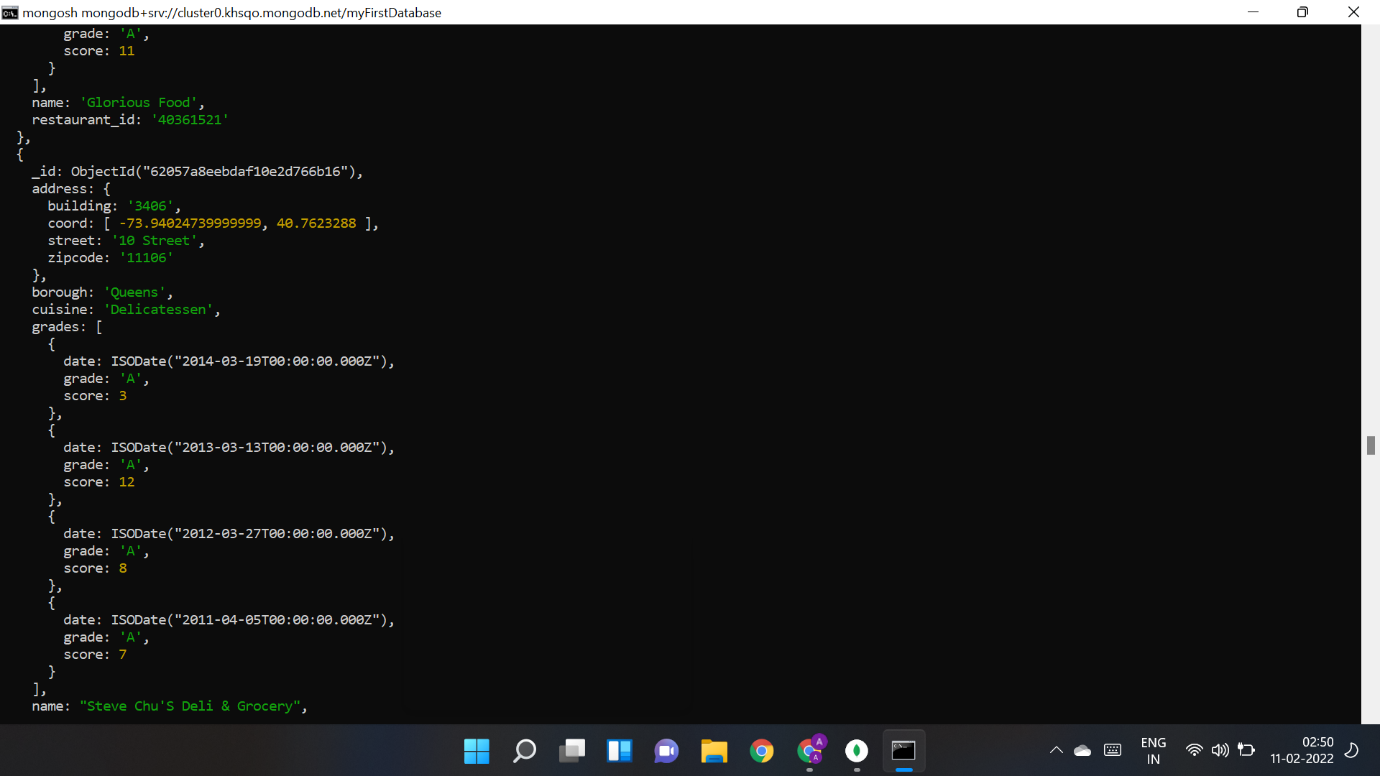 mongosh mongodb+srv://cluster0.khsqo.mongodb.net/myFirstDatabase
grade: 'A',
score: 11
}
],
name: 'Glorious Food',
restaurant_id: '40361521'
},
{
_id: ObjectId("62057a8eebdaf10e2d766b16"),
address: {
building: '3406',
coord: [ -73.94024739999999, 40.7623288 ],
street: '10 Street',
zipcode: '11106'
},
borough: 'Queens',
cuisine: 'Delicatessen',
grades: [
{
date: ISODate("2014-03-19T00:00:00.000Z"),
grade: 'A',
score: 3
},
{
date: ISODate("2013-03-13T00:00:00.000Z"),
grade: 'A',
score: 12
},
{
date: ISODate("2012-03-27T00:00:00.000Z"),
grade: 'A',
score: 8
},
{
date: ISODate("2011-04-05T00:00:00.000Z"),
grade: 'A',
score: 7
}
],
name: "Steve Chu'S Deli & Grocery",
ENG
IN
02:50
11-02-2022